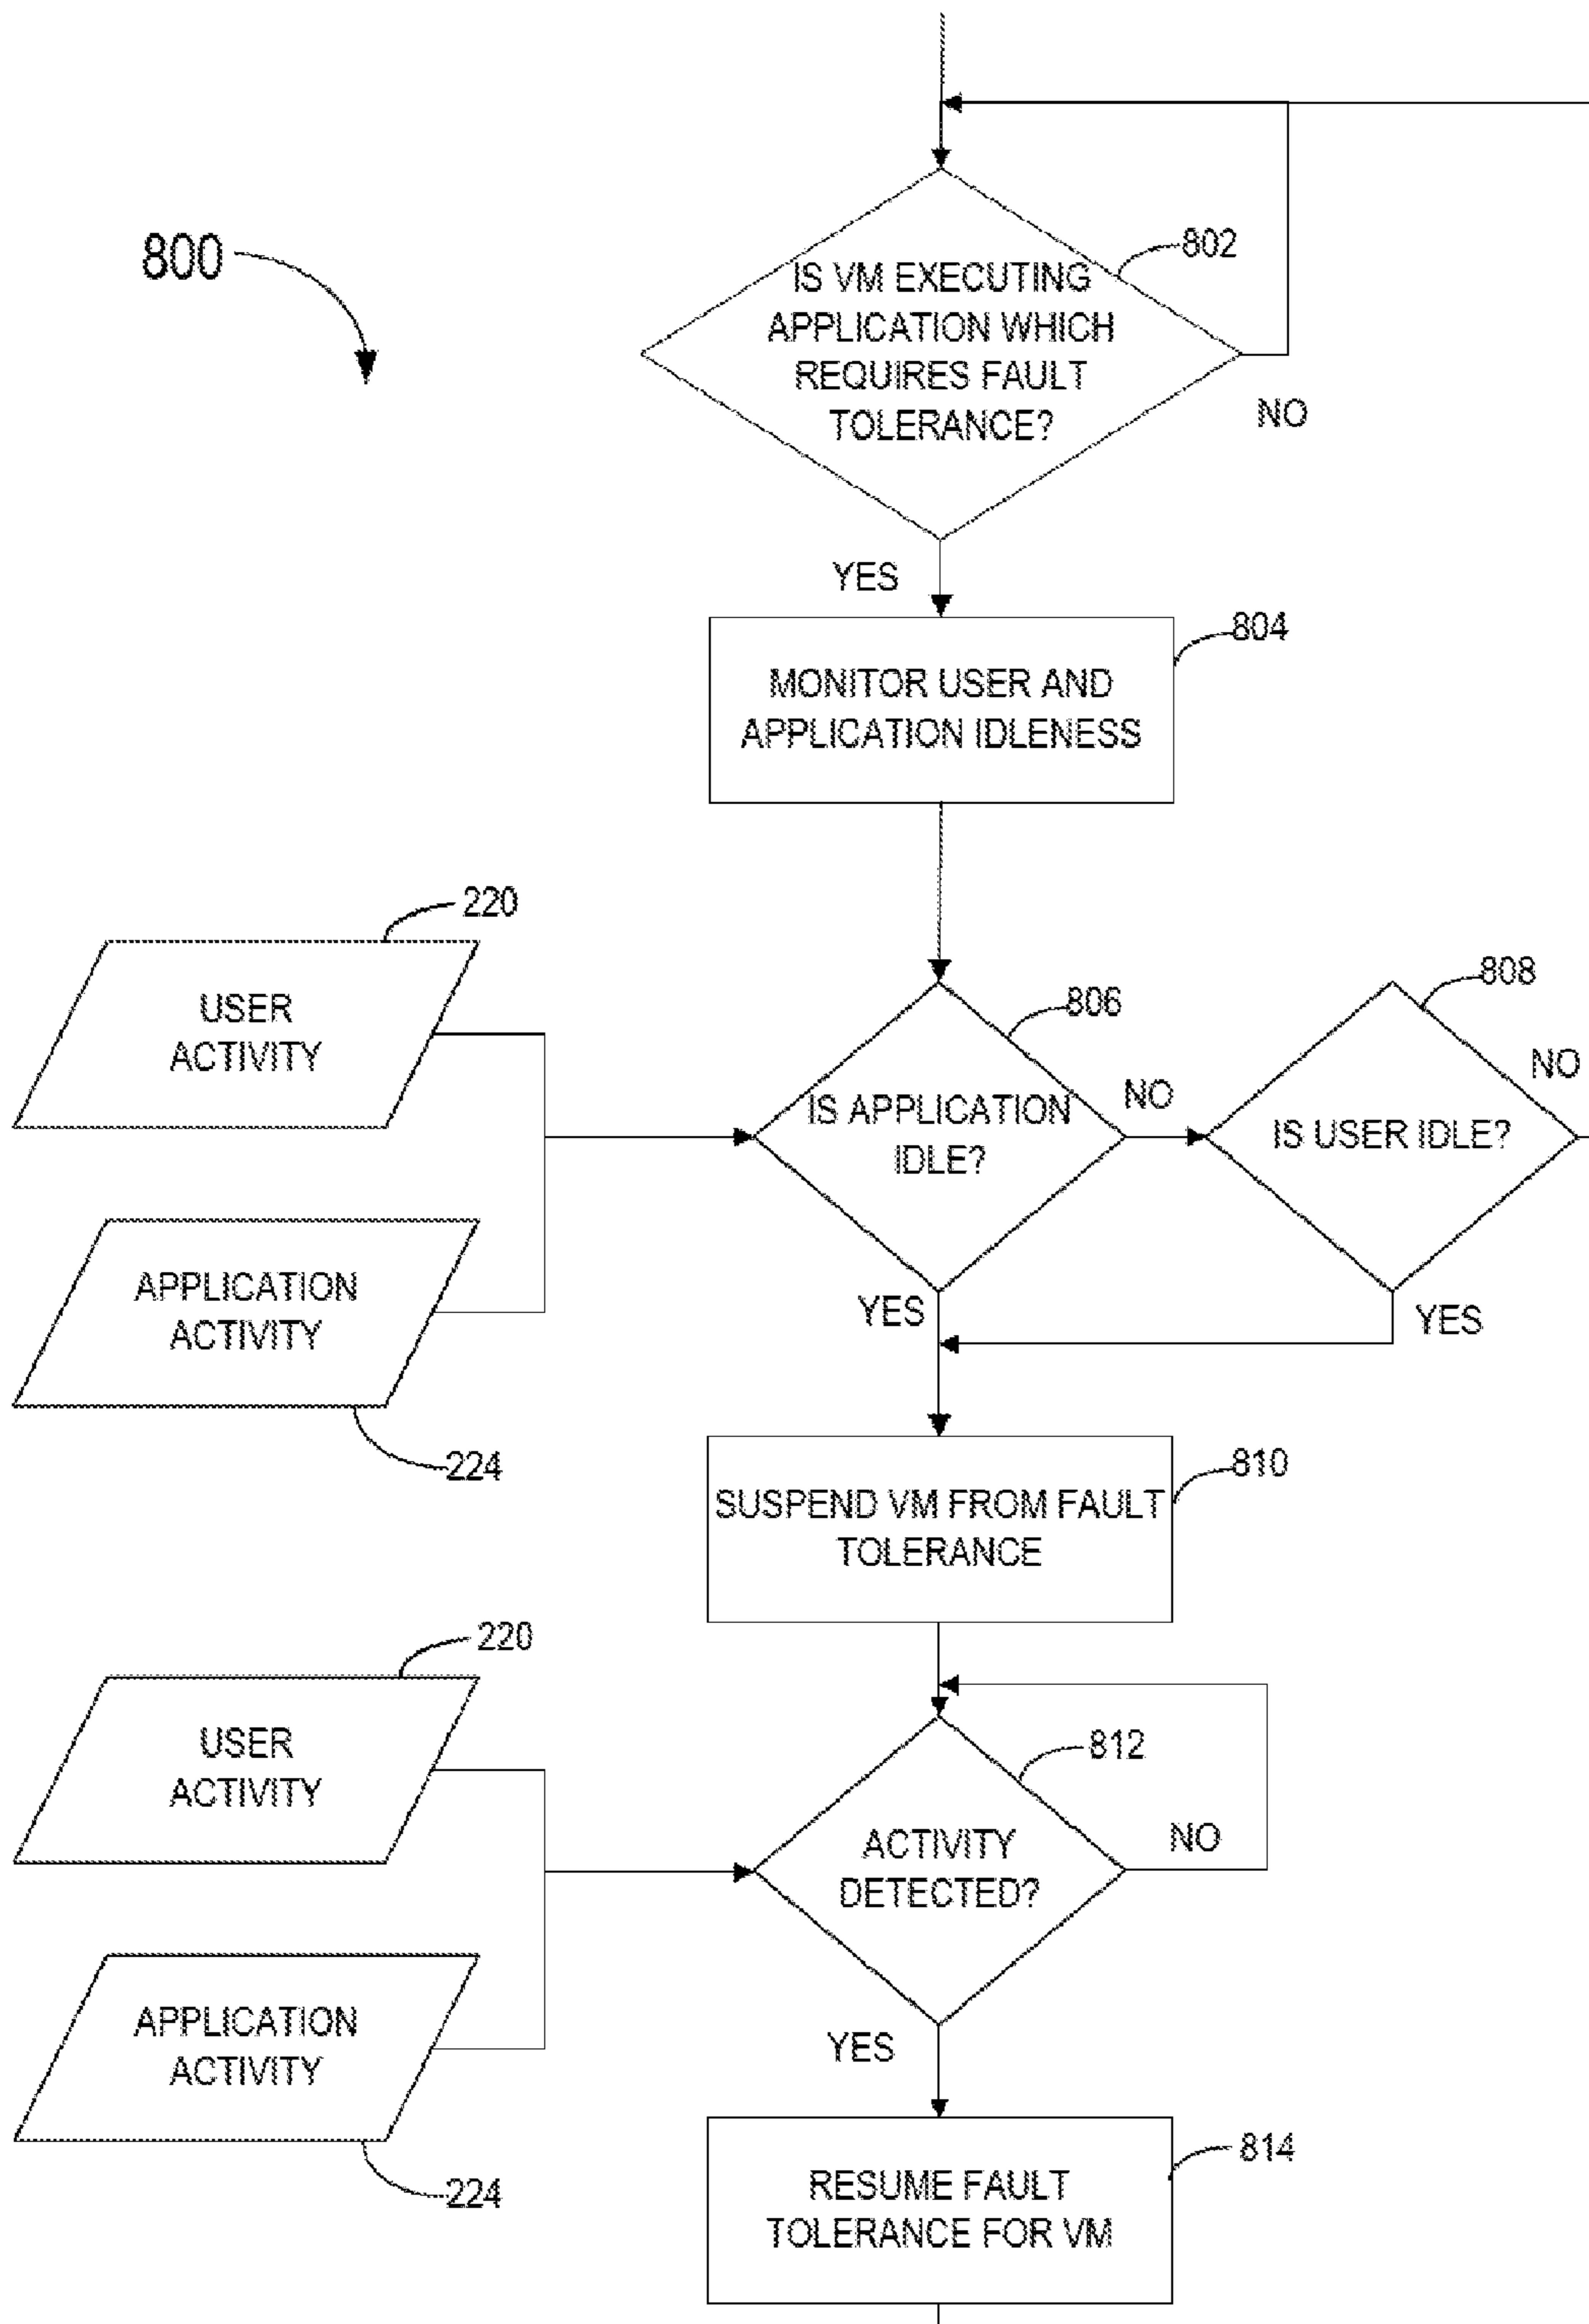 800
802
IS VM EXECUTING
APPLICATION WHICH
REQUIRES FAULT
TOLERANCE?
NO
YES
804
MONITOR USER AND
APPLICATION IDLENESS
220
USER
ACTIVITY
806
IS APPLICATION
IDLE?
NO
808
IS USER IDLE?
NO
APPLICATION
ACTIVITY
224
YES
YES
810
SUSPEND VM FROM FAULT
TOLERANCE
220
USER
ACTIVITY
812
ACTIVITY
DETECTED?
NO
APPLICATION
ACTIVITY
224
YES
814
RESUME FAULT
TOLERANCE FOR VM